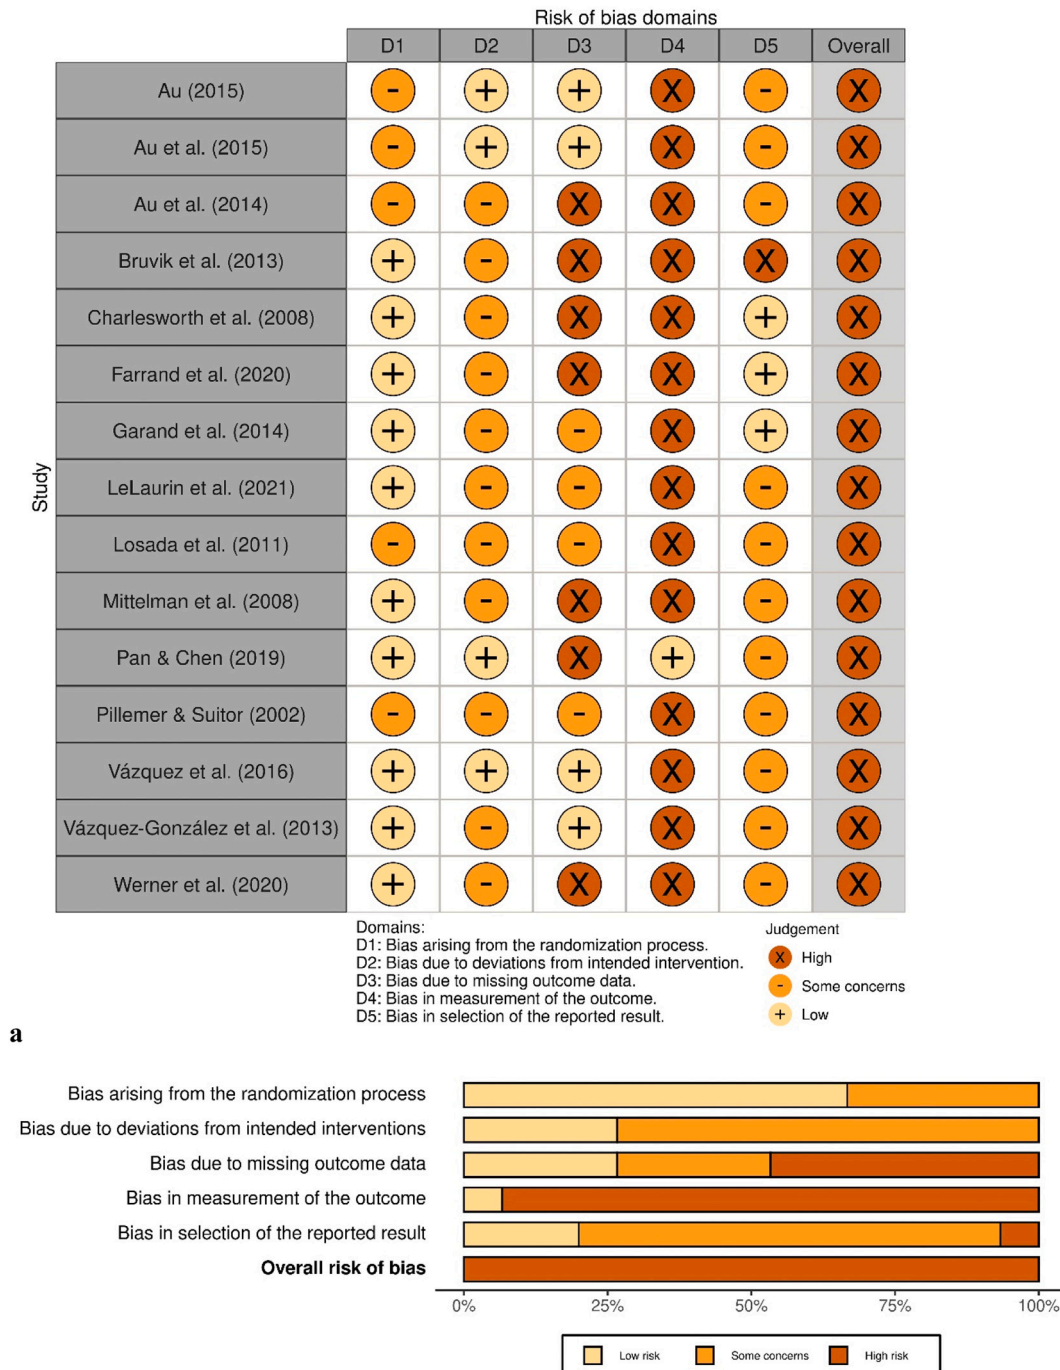 Risk of bias domains
D1 D2 D3 D4 D5 Overall
Study
Au (2015) - + + X - X
Au et al. (2015) - + + X - X
Au et al. (2014) - - X X - X
Bruvik et al. (2013) + - X X X X
Charlesworth et al. (2008) + - X X + X
Farrand et al. (2020) + - X X + X
Garand et al. (2014) + - - X + X
LeLaurin et al. (2021) + - - X - X
Losada et al. (2011) - - - X - X
Mittelman et al. (2008) + - X X - X
Pan & Chen (2019) + + X + - X
Pillemer & Suitor (2002) - - - X - X
Vázquez et al. (2016) + + + X - X
Vázquez-González et al. (2013) + - + X - X
Werner et al. (2020) + - X X - X
Domains:
D1: Bias arising from the randomization process.
D2: Bias due to deviations from intended intervention.
D3: Bias due to missing outcome data.
D4: Bias in measurement of the outcome.
D5: Bias in selection of the reported result.
Judgement
X High
- Some concerns
+ Low
a
Bias arising from the randomization process
Bias due to deviations from intended interventions
Bias due to missing outcome data
Bias in measurement of the outcome
Bias in selection of the reported result
Overall risk of bias
0% 25% 50% 75% 100%
Low risk Some concerns High risk